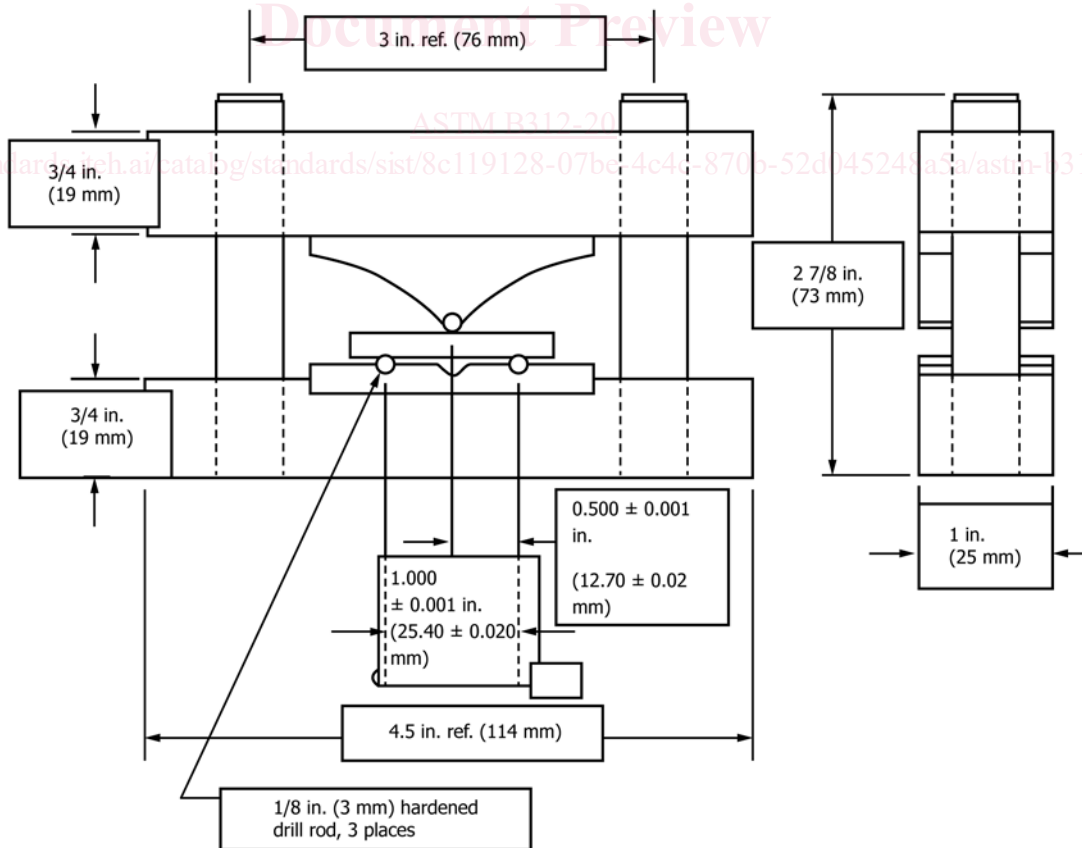 Document Preview
3 in. ref. (76 mm)
ASTM B312-20
3/4 in.
(19 mm)
2 7/8 in.
(73 mm)
3/4 in.
(19 mm)
0.500 ± 0.001
in.
(12.70 ± 0.02
mm)
1 in.
(25 mm)
1.000
± 0.001 in.
(25.40 ± 0.020
mm)
4.5 in. ref. (114 mm)
1/8 in. (3 mm) hardened
drill rod, 3 places